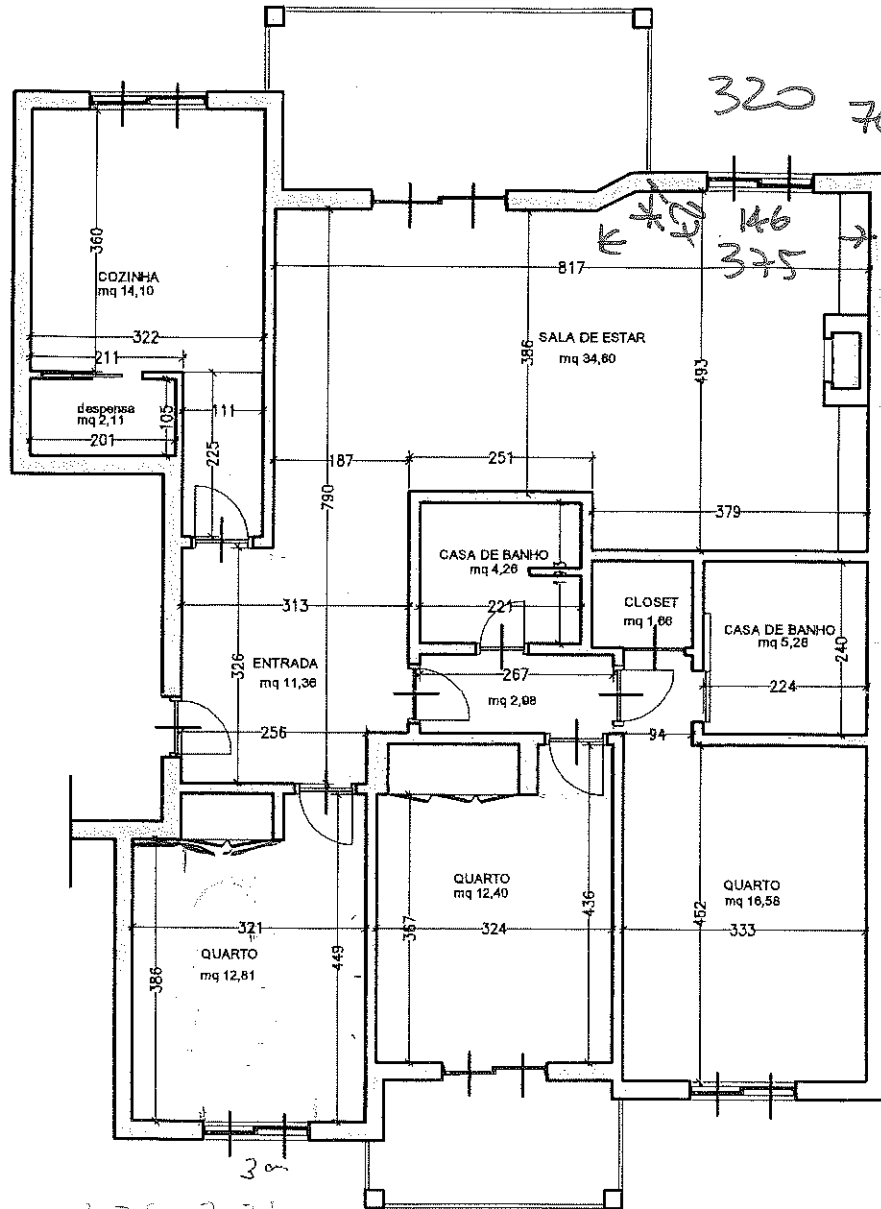 320
146
375
360
COZINHA
mq 14,10
322
211
817
SALA DE ESTAR
mq 34,60
386
493
despensa
mq 2,11
201
105
111
225
187
790
251
379
CASA DE BANHO
mq 4,26
193
221
CLOSET
mq 1,66
CASA DE BANHO
mq 5,28
240
224
313
326
ENTRADA
mq 11,36
256
267
mq 2,98
94
QUARTO
mq 12,40
367
324
436
QUARTO
mq 16,58
452
333
321
QUARTO
mq 12,81
386
449